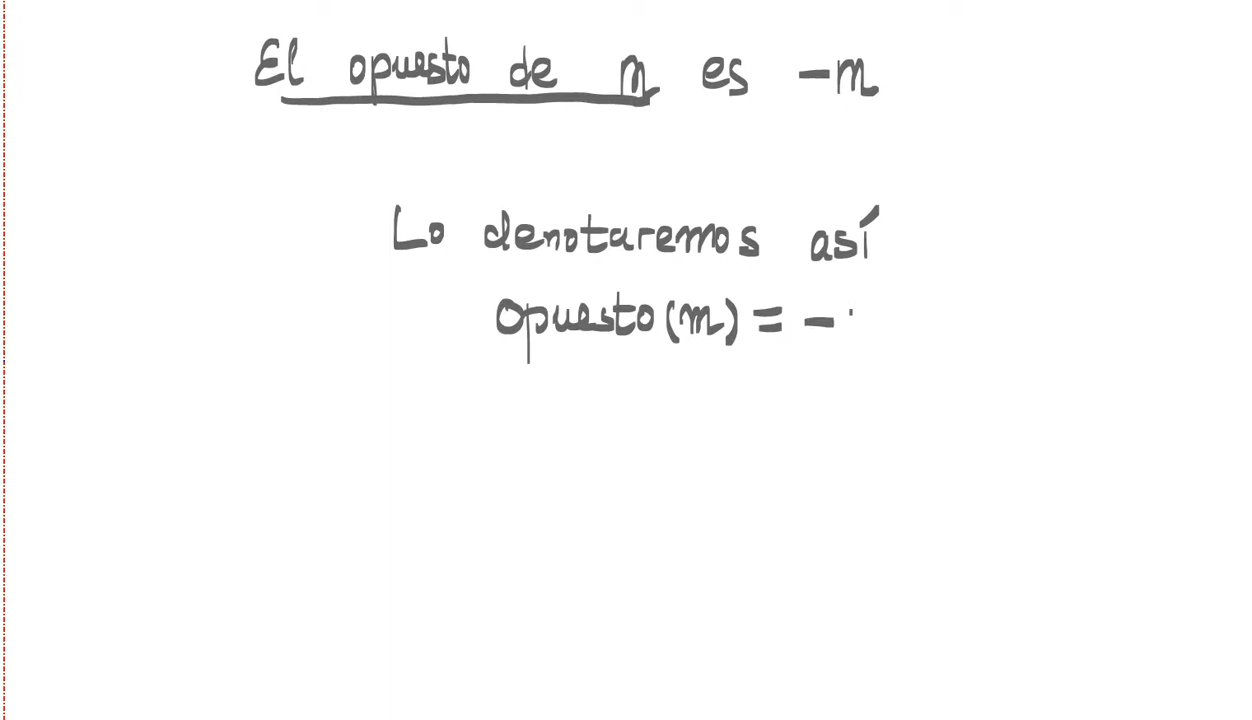 El opuesto de m es -m
Lo denotaremos así
opuesto(m) = -